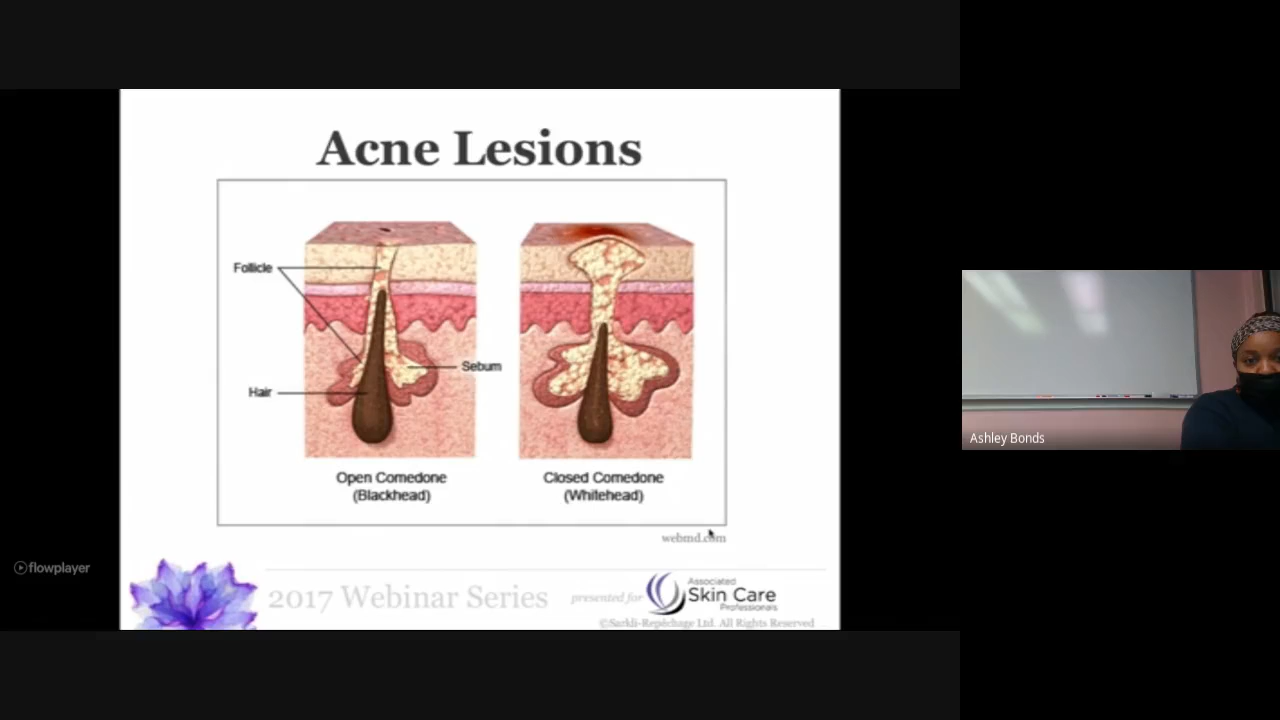 Acne Lesions
Follicle
Sebum
Hair
Open Comedone
(Blackhead)
Closed Comedone
(Whitehead)
webmd.com
flowplayer
2017 Webinar Series
presented for
Associated
Skin Care
Professionals
©Sarkli-Repêchage Ltd. All Rights Reserved
Ashley Bonds